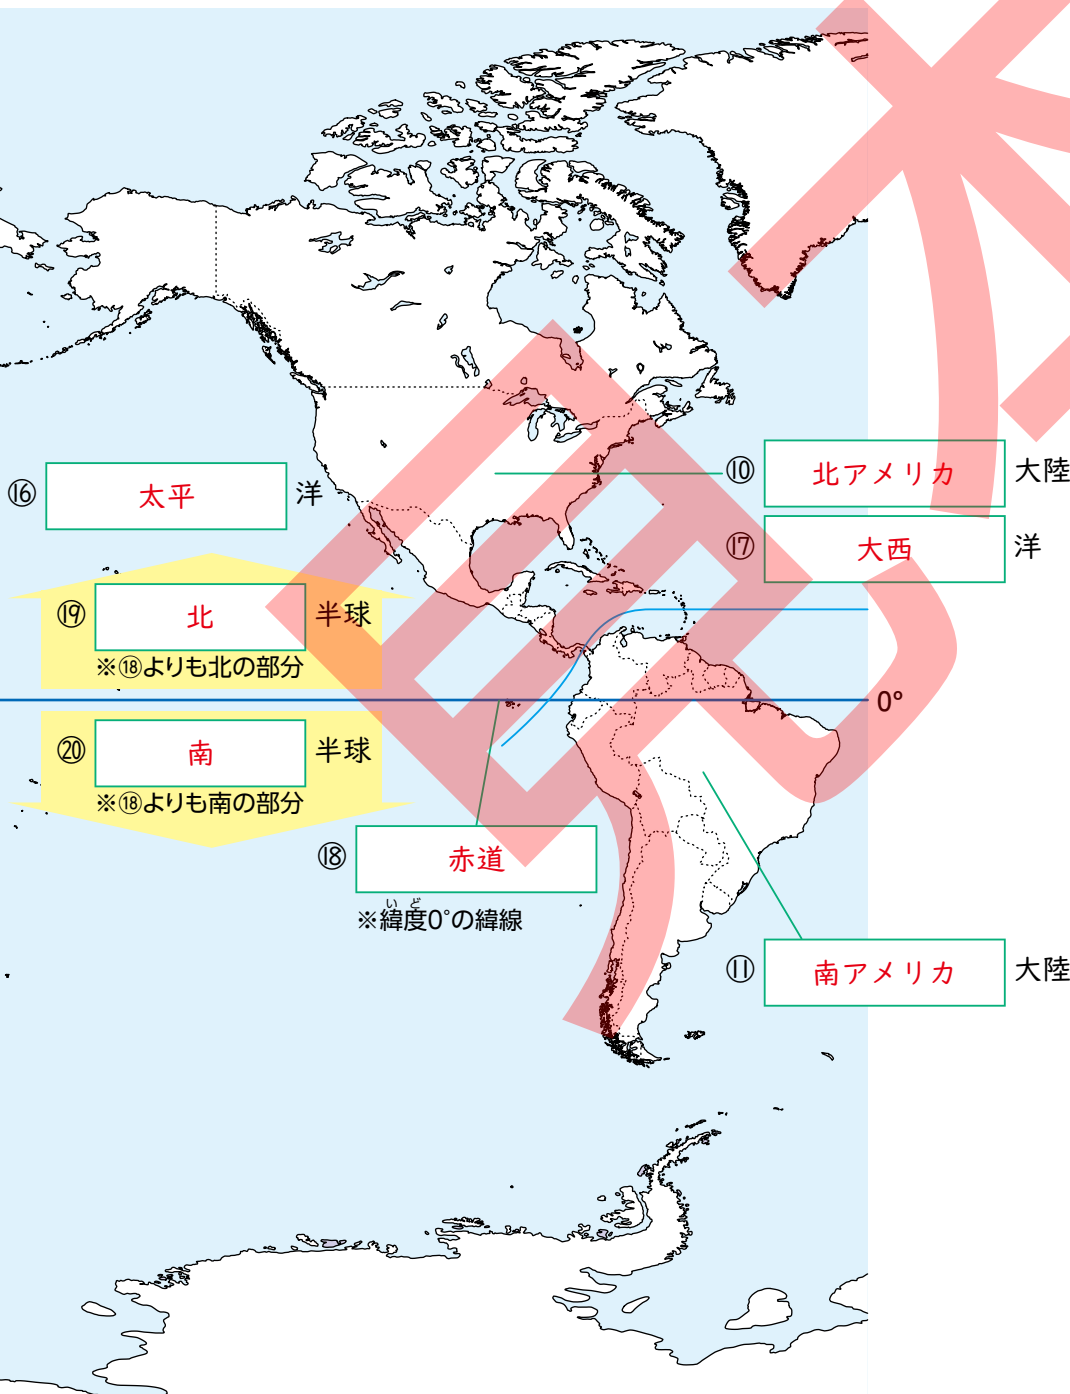 ⑩ 北アメリカ 大陸
⑯ 太平 洋
⑰ 大西 洋
⑲ 北 半球
※⑱よりも北の部分
0°
⑳ 南 半球
※⑱よりも南の部分
⑱ 赤道
いど
※緯度0°の緯線
⑪ 南アメリカ 大陸